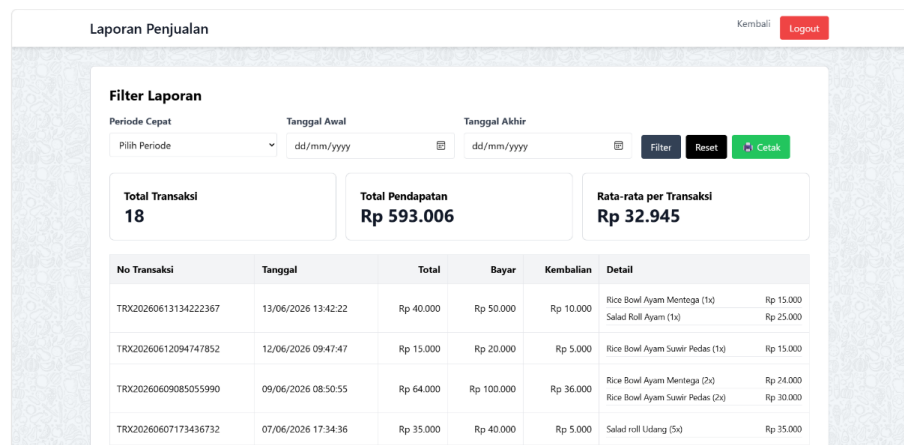 Laporan Penjualan
Kembali
Logout
Filter Laporan
Periode Cepat
Tanggal Awal
Tanggal Akhir
Pilih Periode
dd/mm/yyyy
dd/mm/yyyy
Filter
Reset
Cetak
Total Transaksi
18
Total Pendapatan
Rp 593.006
Rata-rata per Transaksi
Rp 32.945
No Transaksi Tanggal Total Bayar Kembalian Detail
TRX20260613134222367 13/06/2026 13:42:22 Rp 40.000 Rp 50.000 Rp 10.000 Rice Bowl Ayam Mentega (1x) Rp 15.000
Salad Roll Ayam (1x) Rp 25.000
TRX20260612094747852 12/06/2026 09:47:47 Rp 15.000 Rp 20.000 Rp 5.000 Rice Bowl Ayam Suwir Pedas (1x) Rp 15.000
TRX20260609085055990 09/06/2026 08:50:55 Rp 64.000 Rp 100.000 Rp 36.000 Rice Bowl Ayam Mentega (2x) Rp 24.000
Rice Bowl Ayam Suwir Pedas (2x) Rp 30.000
TRX20260607173436732 07/06/2026 17:34:36 Rp 35.000 Rp 40.000 Rp 5.000 Salad roll Udang (5x) Rp 35.000